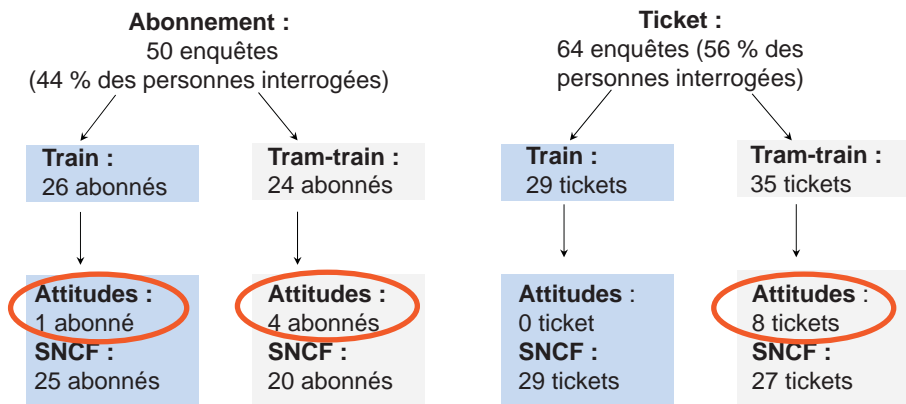 Abonnement :
50 enquêtes
(44 % des personnes interrogées)
Train :
26 abonnés
Tram-train :
24 abonnés
Attitudes :
1 abonné
SNCF :
25 abonnés
Attitudes :
4 abonnés
SNCF :
20 abonnés
Ticket :
64 enquêtes (56 % des
personnes interrogées)
Train :
29 tickets
Tram-train :
35 tickets
Attitudes :
0 ticket
SNCF :
29 tickets
Attitudes :
8 tickets
SNCF :
27 tickets